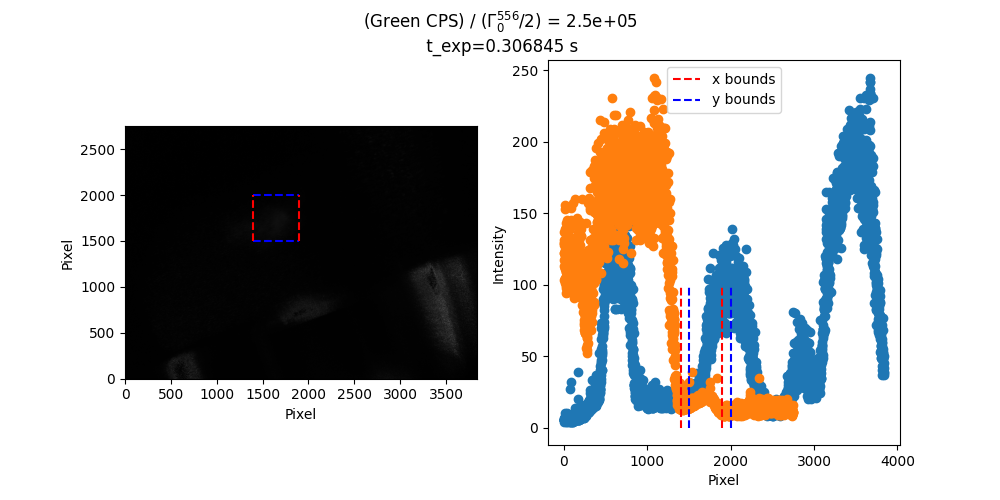 (Green CPS) / (Γ₀⁵⁵⁶/2) = 2.5e+05
t_exp=0.306845 s
2500
2000
1500
1000
500
0
Pixel
0 500 1000 1500 2000 2500 3000 3500
Pixel
x bounds
y bounds
250
200
150
100
50
0
Intensity
0 1000 2000 3000 4000
Pixel